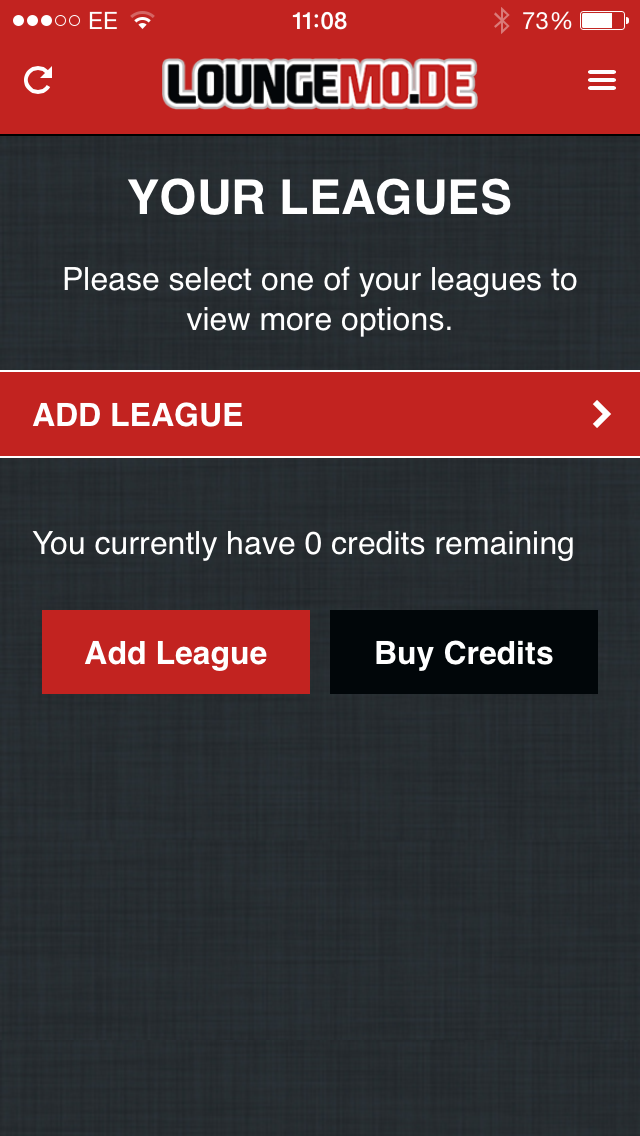 EE 11:08 73%
LOUNGEMO.DE
YOUR LEAGUES
Please select one of your leagues to
view more options.
ADD LEAGUE
You currently have 0 credits remaining
Add League Buy Credits